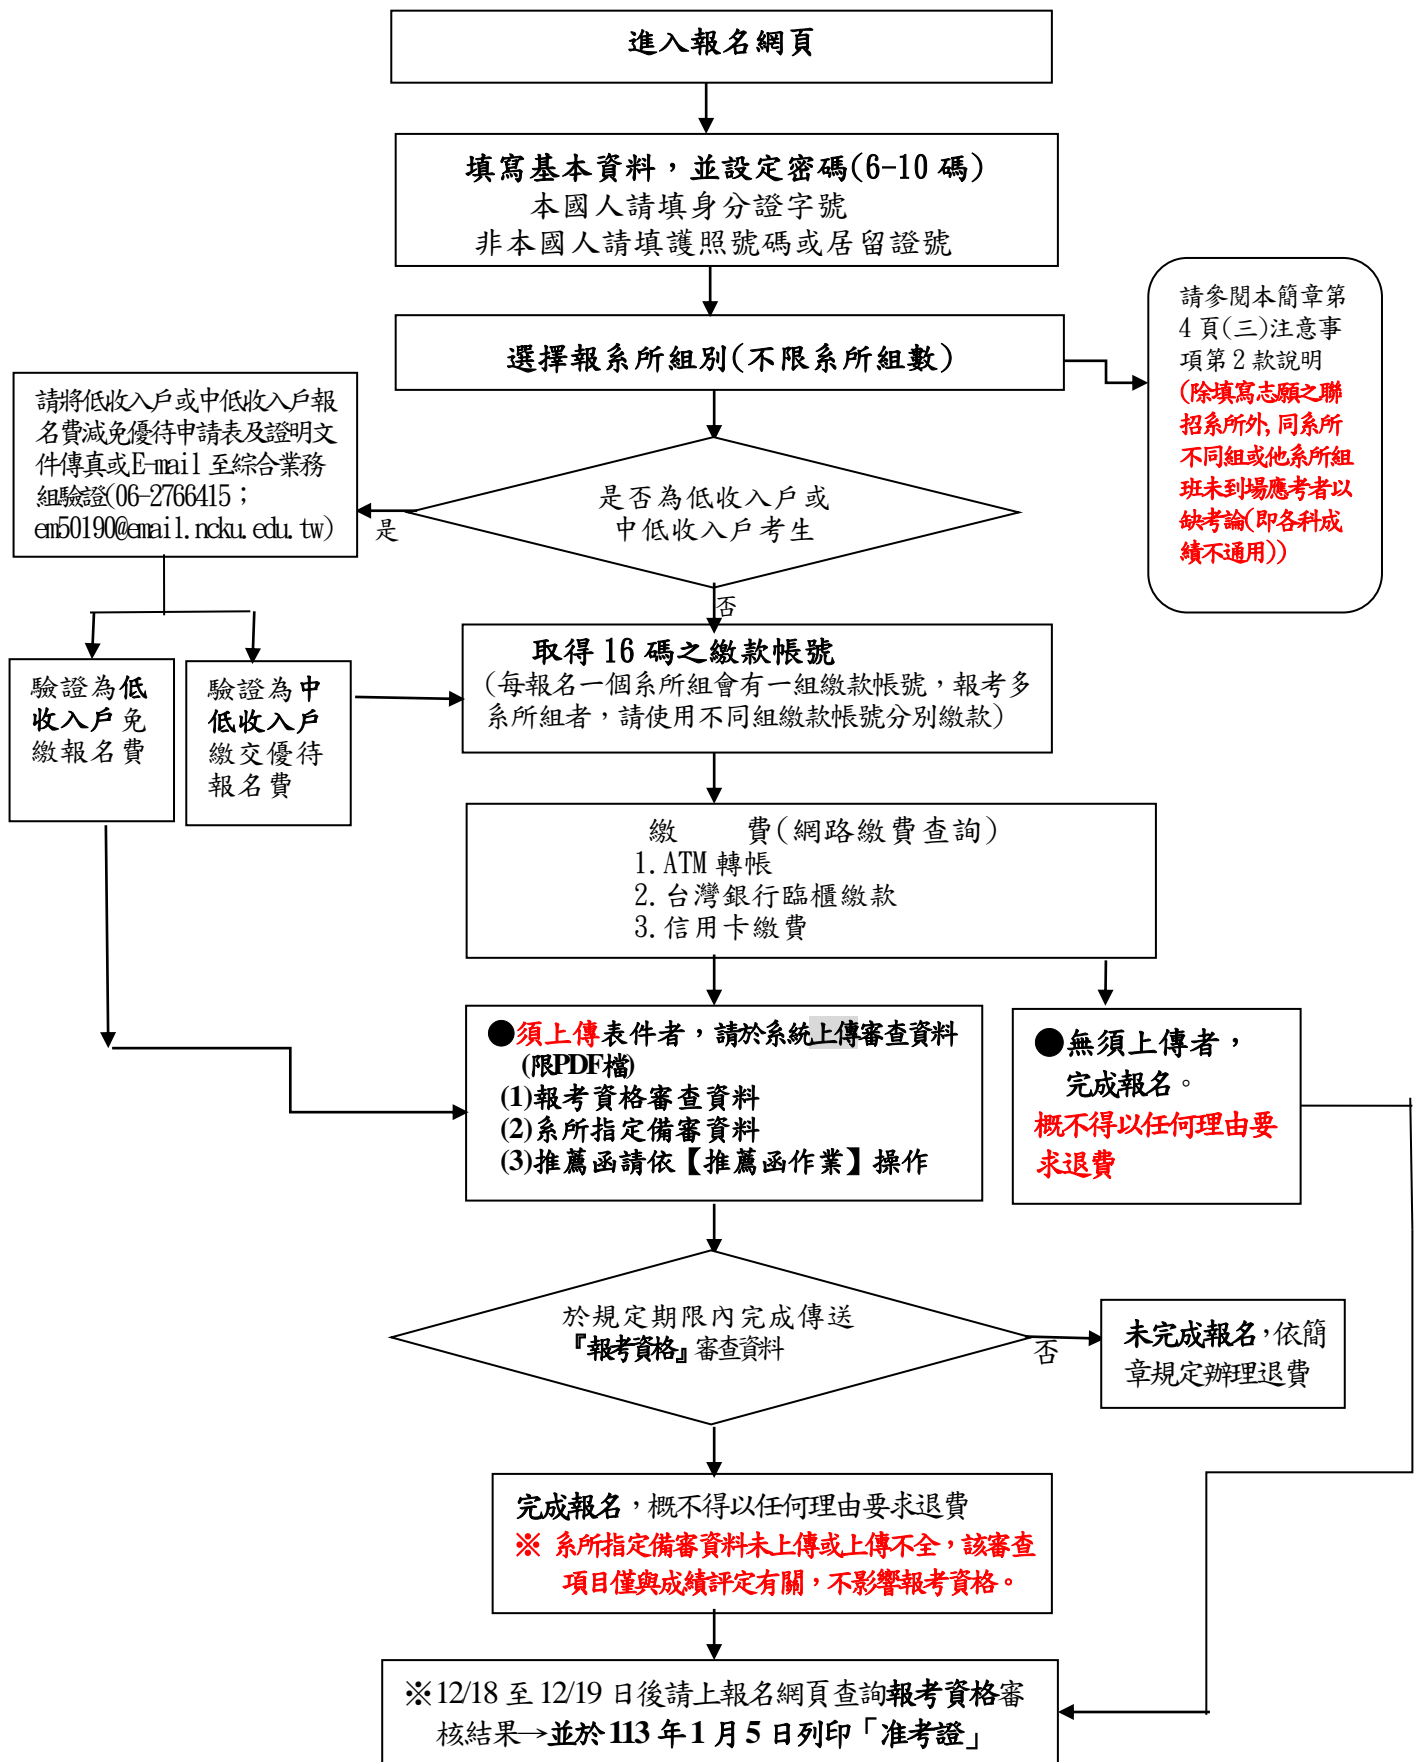 進入報名網頁
填寫基本資料，並設定密碼(6-10 碼)
本國人請填身分證字號
非本國人請填護照號碼或居留證號
選擇報系所組別(不限系所組數)
請參閱本簡章第
4 頁(三)注意事
項第 2 款說明
(除填寫志願之聯
招系所外, 同系所
不同組或他系所組
班未到場應考者以
缺考論(即各科成
績不通用))
請將低收入戶或中低收入戶報
名費減免優待申請表及證明文
件傳真或E-mail 至綜合業務
組驗證(06-2766415；
em50190@email.ncku.edu.tw)
是否為低收入戶或
中低收入戶考生
是
否
驗證為低
收入戶免
繳報名費
驗證為中
低收入戶
繳交優待
報名費
取得 16 碼之繳款帳號
(每報名一個系所組會有一組繳款帳號，報考多
系所組者，請使用不同組繳款帳號分別繳款)
繳　　費(網路繳費查詢)
1. ATM 轉帳
2. 台灣銀行臨櫃繳款
3. 信用卡繳費
●須上傳表件者，請於系統上傳審查資料
(限PDF檔)
(1)報考資格審查資料
(2)系所指定備審資料
(3)推薦函請依【推薦函作業】操作
●無須上傳者，
完成報名。
概不得以任何理由要
求退費
於規定期限內完成傳送
『報考資格』審查資料
否
未完成報名，依簡
章規定辦理退費
完成報名，概不得以任何理由要求退費
※ 系所指定備審資料未上傳或上傳不全，該審查
項目僅與成績評定有關，不影響報考資格。
※12/18 至 12/19 日後請上報名網頁查詢報考資格審
核結果→並於 113 年 1 月 5 日列印「准考證」